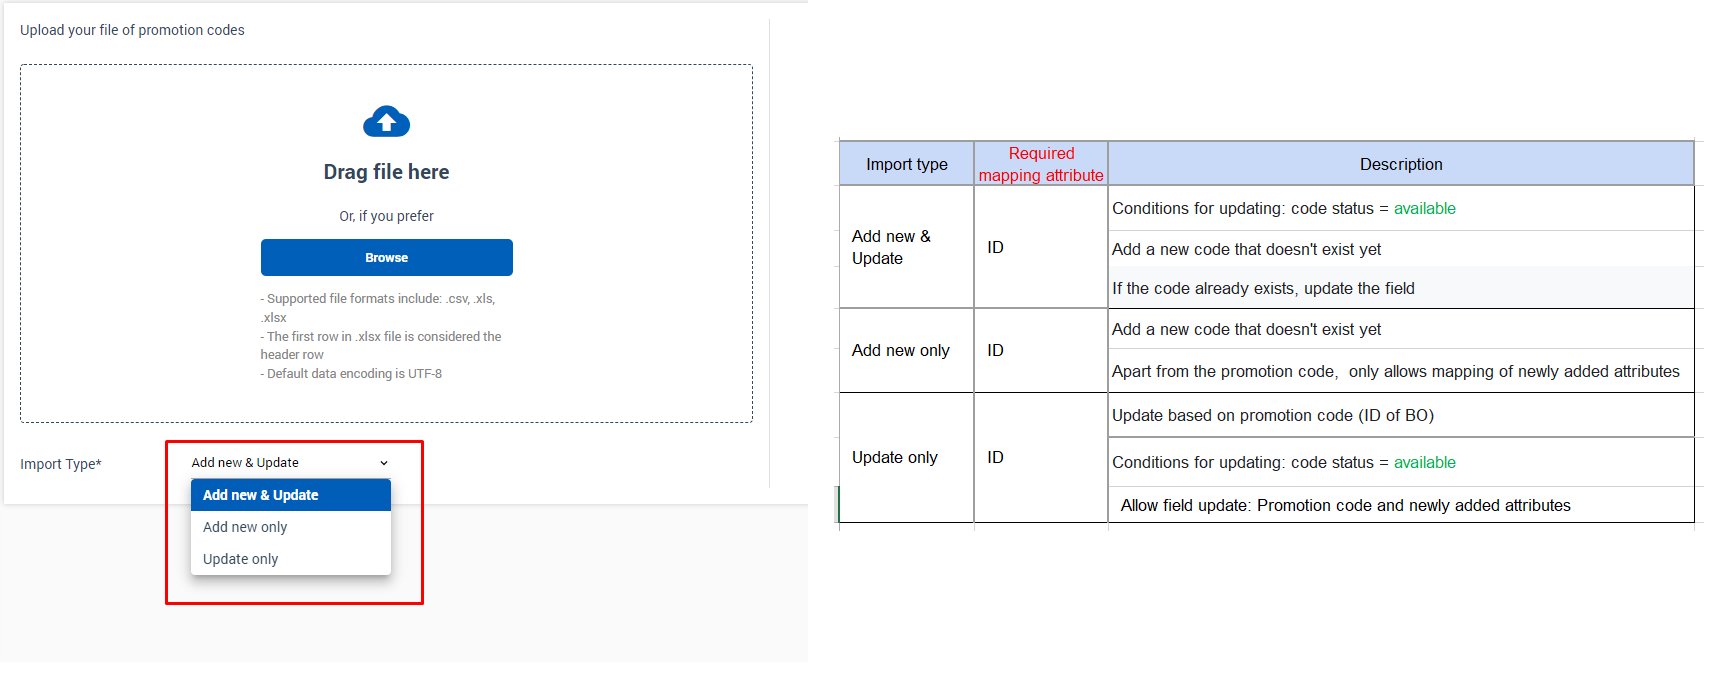 Upload your file of promotion codes
Drag file here
Or, if you prefer
Browse
- Supported file formats include: .csv, .xls,
.xlsx
- The first row in .xlsx file is considered the
header row
- Default data encoding is UTF-8
Import Type*
Add new & Update
Add new & Update
Add new only
Update only
Import type
Required
mapping attribute
Description
Add new &
Update
ID
Conditions for updating: code status = available
Add a new code that doesn't exist yet
If the code already exists, update the field
Add new only
ID
Add a new code that doesn't exist yet
Apart from the promotion code,  only allows mapping of newly added attributes
Update only
ID
Update based on promotion code (ID of BO)
Conditions for updating: code status = available
Allow field update: Promotion code and newly added attributes